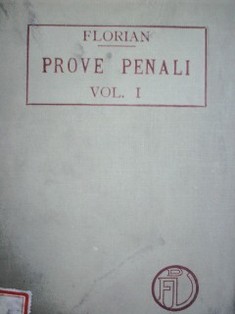 FLORIAN
PROVE PENALI
VOL. I